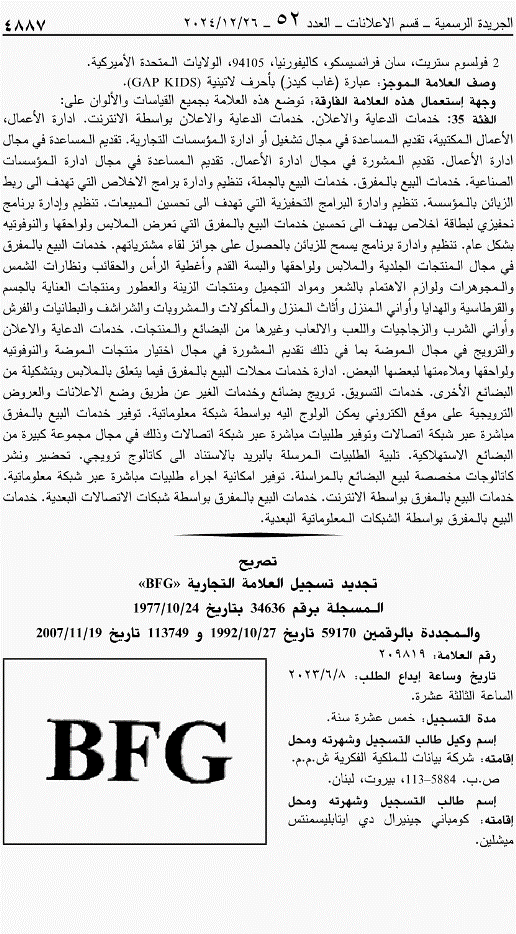 الجريدة الرسمية ــ قسم الاعلانات ــ العدد ٥٢ ــ ٢٠٢٤/١٢/٢٦
٤٨٨٧
2 فولسوم ستريت، سان فرانسيسكو، كاليفورنيا، 94105، الولايات المتحدة الأميركية.
وصف العلامة الموجز: عبارة (غاب كيدز) بأحرف لاتينية (GAP KIDS).
وجهة إستعمال هذه العلامة الفارقة: توضع هذه العلامة بجميع القياسات والألوان على:
الفئة 35: خدمات الدعاية والاعلان. خدمات الدعاية والاعلان بواسطة الانترنت. ادارة الأعمال،
الأعمال المكتبية، تقديم المساعدة في مجال تشغيل أو ادارة المؤسسات التجارية. تقديم المساعدة في مجال
ادارة الأعمال. تقديم المشورة في مجال ادارة الأعمال. تقديم المساعدة في مجال ادارة المؤسسات
الصناعية. خدمات البيع بالمفرق. خدمات البيع بالجملة، تنظيم وادارة برامج الاخلاص التي تهدف الى ربط
الزبائن بالمؤسسة. تنظيم وادارة البرامج التحفيزية التي تهدف الى تحسين المبيعات. تنظيم وإدارة برنامج
تحفيزي لبطاقة اخلاص يهدف الى تحسين خدمات البيع بالمفرق التي تعرض الملابس ولواحقها والنوفوتيه
بشكل عام. تنظيم وادارة برنامج يسمح للزبائن بالحصول على جوائز لقاء مشترياتهم. خدمات البيع بالمفرق
في مجال المنتجات الجلدية والملابس ولواحقها والبسة القدم وأغطية الرأس والحقائب ونظارات الشمس
والمجوهرات ولوازم الاهتمام بالشعر ومواد التجميل ومنتجات الزينة والعطور ومنتجات العناية بالجسم
والقرطاسية والهدايا وأواني المنزل وأثاث المنزل والمأكولات والمشروبات والشراشف والبطانيات والفرش
وأواني الشرب والزجاجيات واللعب والالعاب وغيرها من البضائع والمنتجات. خدمات الدعاية والاعلان
والترويج في مجال الموضة بما في ذلك تقديم المشورة في مجال اختيار منتجات الموضة والنوفوتيه
ولواحقها وملاءمتها لبعضها البعض. ادارة خدمات محلات البيع بالمفرق فيما يتعلق بالملابس وبتشكيلة من
البضائع الأخرى. خدمات التسويق. ترويج بضائع وخدمات الغير عن طريق وضع الاعلانات والعروض
الترويجية على موقع الكتروني يمكن الولوج اليه بواسطة شبكة معلوماتية. توفير خدمات البيع بالمفرق
مباشرة عبر شبكة اتصالات وتوفير طلبيات مباشرة عبر شبكة اتصالات وذلك في مجال مجموعة كبيرة من
البضائع الاستهلاكية. تلبية الطلبيات المرسلة بالبريد بالاستناد الى كاتالوج ترويجي. تحضير ونشر
كاتالوجات مخصصة لبيع البضائع بالمراسلة. توفير امكانية اجراء طلبيات مباشرة عبر شبكة معلوماتية.
خدمات البيع بالمفرق بواسطة الانترنت. خدمات البيع بالمفرق بواسطة شبكات الاتصالات البعدية. خدمات
البيع بالمفرق بواسطة الشبكات المعلوماتية البعدية.
تصريح
تجديد تسجيل العلامة التجارية «BFG»
المسجلة برقم 34636 بتاريخ 1977/10/24
والمجددة بالرقمين 59170 تاريخ 1992/10/27 و 113749 تاريخ 2007/11/19
رقم العلامة: ٢٠٩٨١٩
تاريخ وساعة إيداع الطلب: ٢٠٢٣/٦/٨
الساعة الثالثة عشرة.
مدة التسجيل: خمس عشرة سنة.
إسم وكيل طالب التسجيل وشهرته ومحل
إقامته: شركة بيانات للملكية الفكرية ش.م.م.
ص.ب. 5884–113، بيروت، لبنان.
إسم طالب التسجيل وشهرته ومحل
إقامته: كومباني جينيرال دي ايتابليسمنتس
ميشلين.
BFG